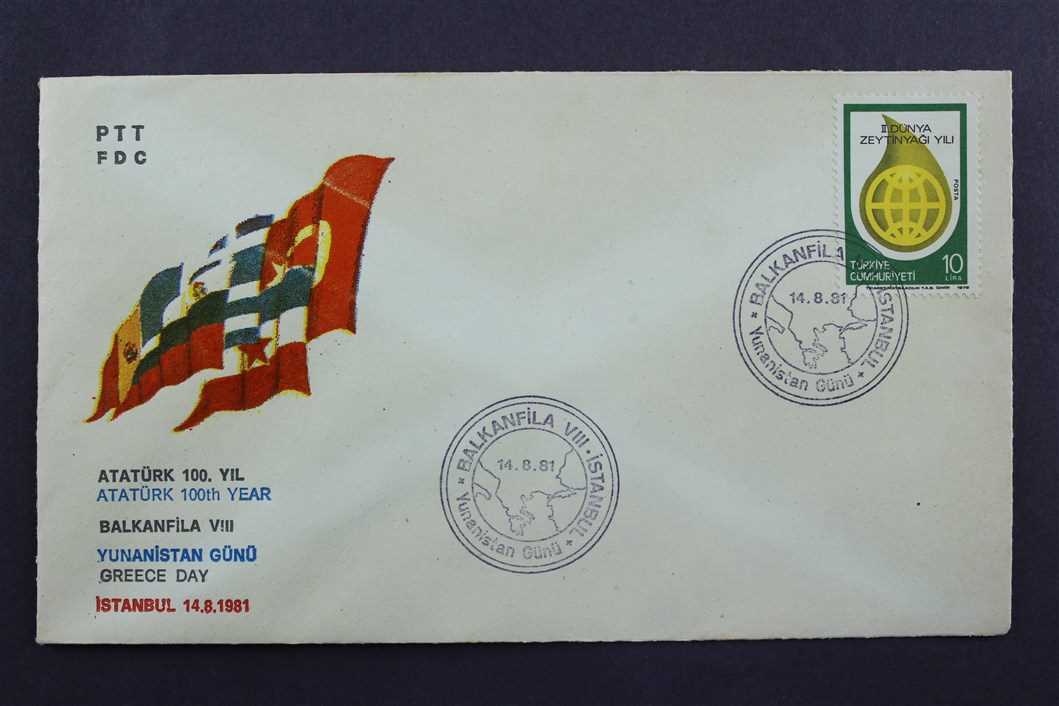 PTT
FDC
II. DÜNYA
ZEYTİNYAĞI YILI
POSTA
TÜRKİYE
CUMHURİYETİ
10
LİRA
1979
BALKANFİLA İSTANBUL
14.8.81
Yunanistan Günü
BALKANFİLA VIII · İSTANBUL
14.8.81
Yunanistan Günü
ATATÜRK 100. YIL
ATATÜRK 100th YEAR
BALKANFİLA VIII
YUNANİSTAN GÜNÜ
GREECE DAY
İSTANBUL 14.8.1981